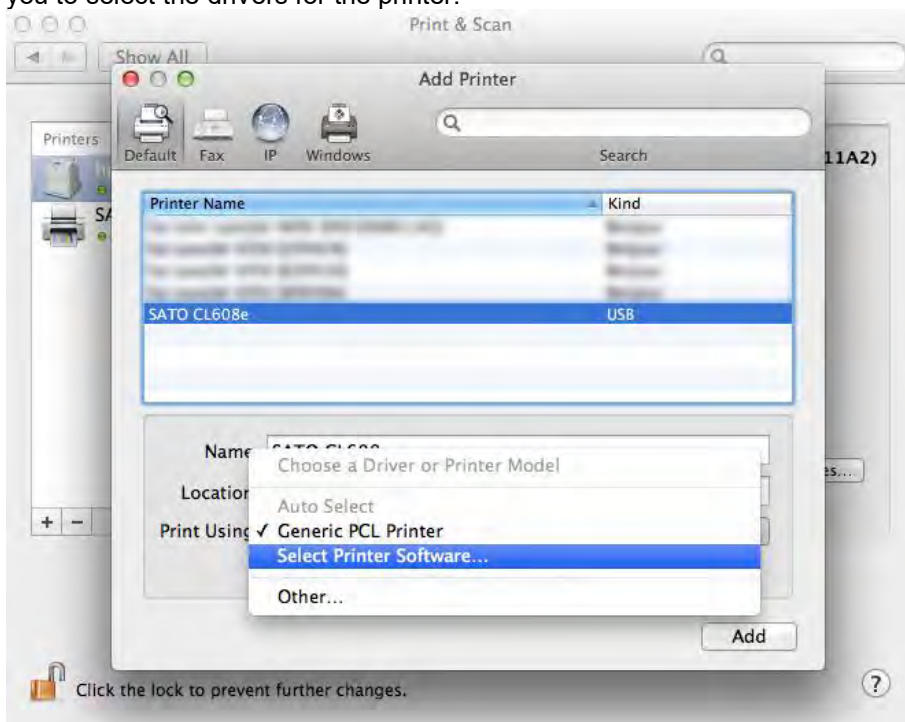 you to select the drivers for the printer.
Print & Scan
Show All
Add Printer
Default Fax IP Windows Search
Printers
11A2)
Printer Name Kind
SATO CL608e USB
Name
Choose a Driver or Printer Model
Location
Auto Select
Print Using ✓ Generic PCL Printer
Select Printer Software...
Other...
+ -
Add
Click the lock to prevent further changes.
?